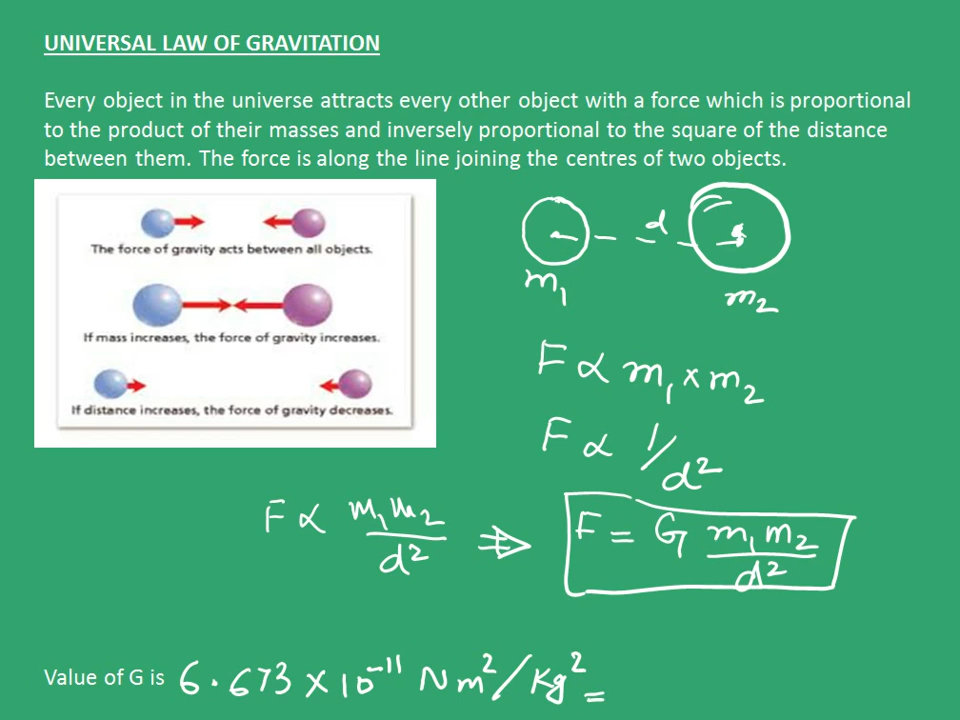 UNIVERSAL LAW OF GRAVITATION
Every object in the universe attracts every other object with a force which is proportional
to the product of their masses and inversely proportional to the square of the distance
between them. The force is along the line joining the centres of two objects.
The force of gravity acts between all objects.
If mass increases, the force of gravity increases.
If distance increases, the force of gravity decreases.
d
m₁
m₂
F ∝ m₁ × m₂
F ∝ 1/d²
F ∝ m₁m₂/d² ⇒ F = G m₁m₂/d²
Value of G is 6.673 × 10⁻¹¹ Nm²/Kg² =